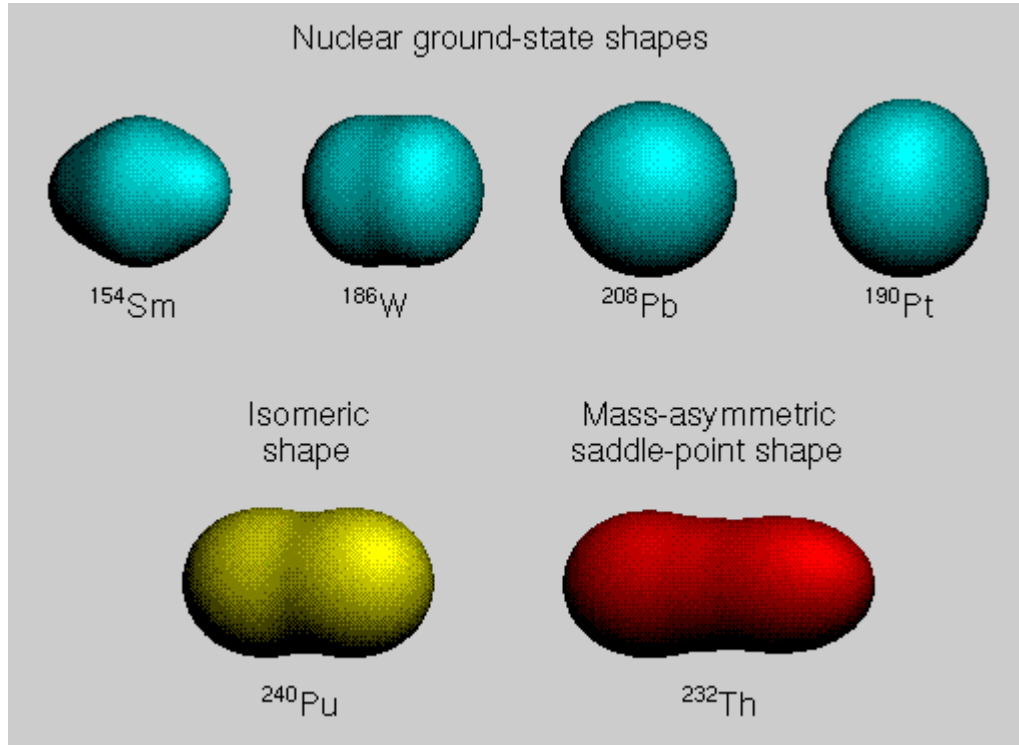 Nuclear ground-state shapes
¹⁵⁴Sm ¹⁸⁶W ²⁰⁸Pb ¹⁹⁰Pt
Isomeric
shape
Mass-asymmetric
saddle-point shape
²⁴⁰Pu ²³²Th